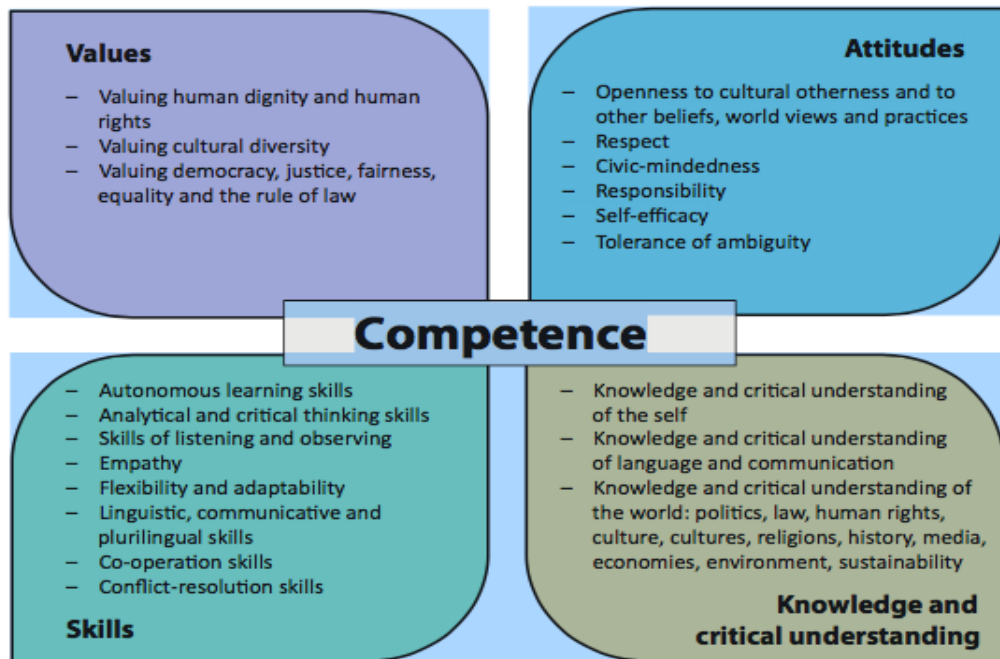 Values
– Valuing human dignity and human
rights
– Valuing cultural diversity
– Valuing democracy, justice, fairness,
equality and the rule of law
Attitudes
– Openness to cultural otherness and to
other beliefs, world views and practices
– Respect
– Civic-mindedness
– Responsibility
– Self-efficacy
– Tolerance of ambiguity
Competence
– Autonomous learning skills
– Analytical and critical thinking skills
– Skills of listening and observing
– Empathy
– Flexibility and adaptability
– Linguistic, communicative and
plurilingual skills
– Co-operation skills
– Conflict-resolution skills
Skills
– Knowledge and critical understanding
of the self
– Knowledge and critical understanding
of language and communication
– Knowledge and critical understanding of
the world: politics, law, human rights,
culture, cultures, religions, history, media,
economies, environment, sustainability
Knowledge and
critical understanding